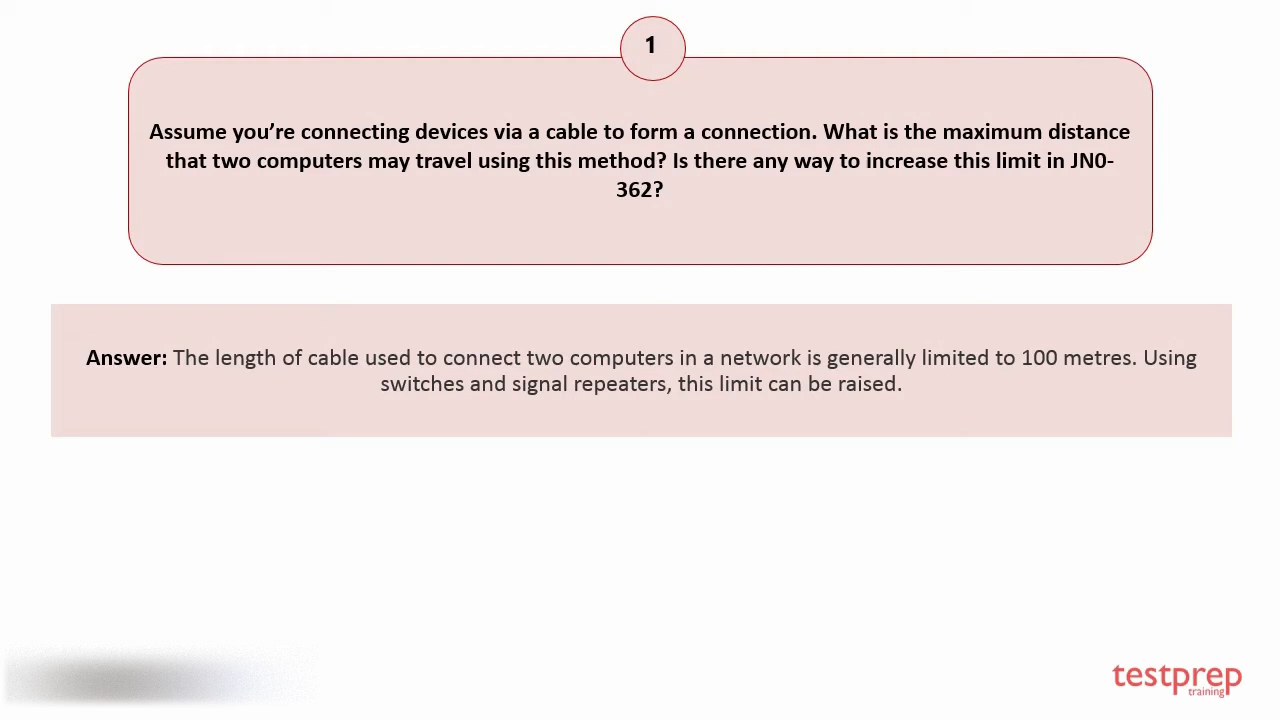 1
Assume you’re connecting devices via a cable to form a connection. What is the maximum distance
that two computers may travel using this method? Is there any way to increase this limit in JN0-
362?
Answer: The length of cable used to connect two computers in a network is generally limited to 100 metres. Using
switches and signal repeaters, this limit can be raised.
testprep
training